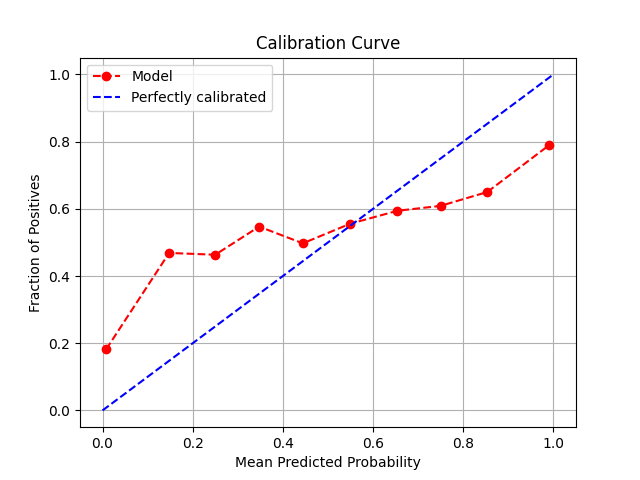 Calibration Curve
Model
Perfectly calibrated
1.0
0.8
0.6
0.4
0.2
0.0
Fraction of Positives
0.0 0.2 0.4 0.6 0.8 1.0
Mean Predicted Probability